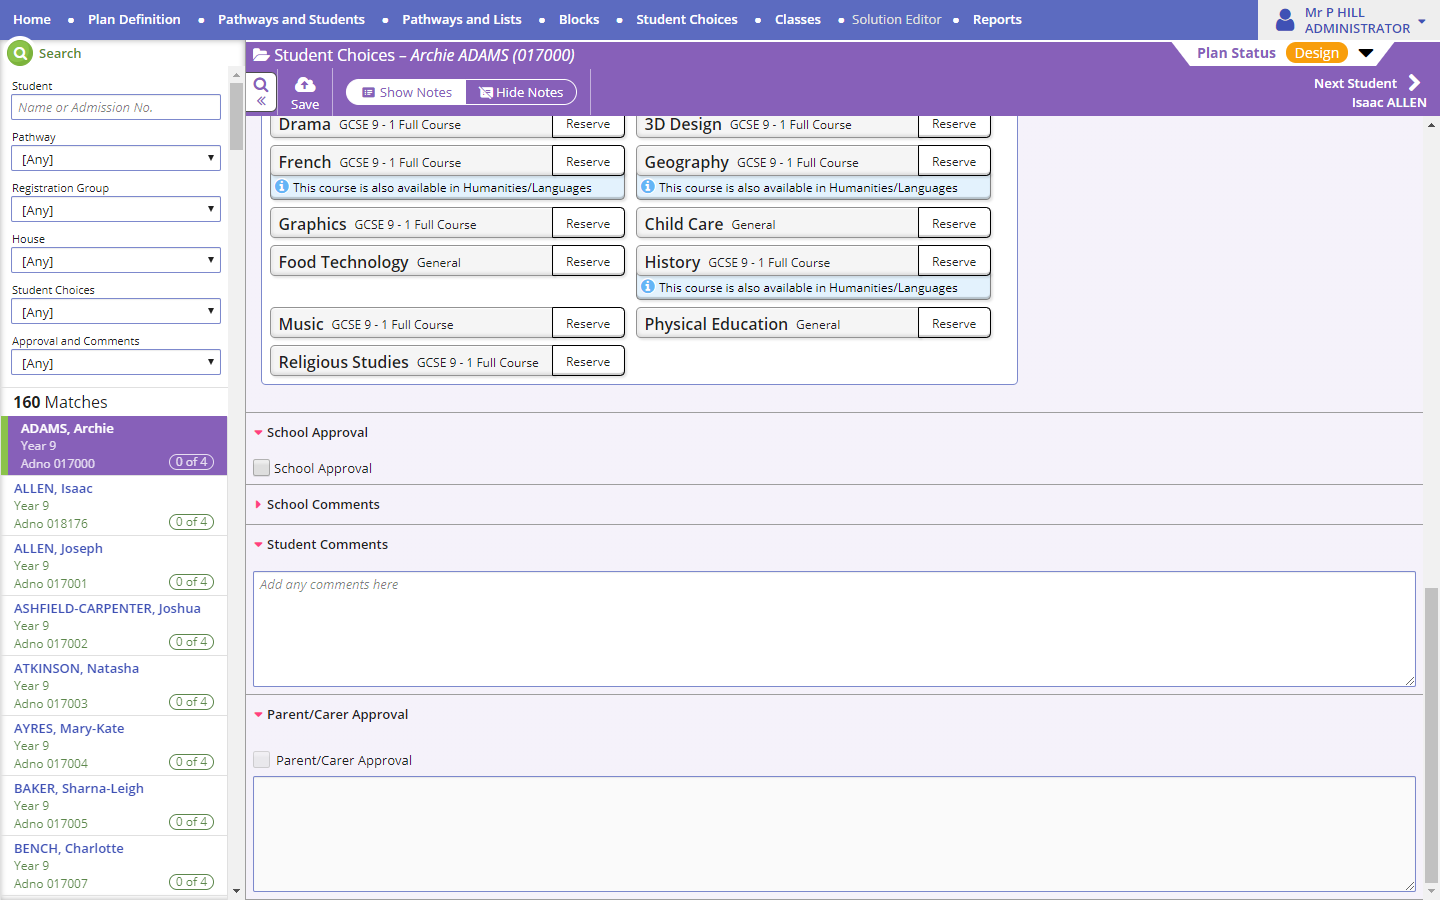 Home
Plan Definition
Pathways and Students
Pathways and Lists
Blocks
Student Choices
Classes
Solution Editor
Reports
Mr P HILL
ADMINISTRATOR
Search
Student
Name or Admission No.
Pathway
[Any]
Registration Group
[Any]
House
[Any]
Student Choices
[Any]
Approval and Comments
[Any]
160 Matches
ADAMS, Archie
Year 9
Adno 017000 0 of 4
ALLEN, Isaac
Year 9
Adno 018176 0 of 4
ALLEN, Joseph
Year 9
Adno 017001 0 of 4
ASHFIELD-CARPENTER, Joshua
Year 9
Adno 017002 0 of 4
ATKINSON, Natasha
Year 9
Adno 017003 0 of 4
AYRES, Mary-Kate
Year 9
Adno 017004 0 of 4
BAKER, Sharna-Leigh
Year 9
Adno 017005 0 of 4
BENCH, Charlotte
Year 9
Adno 017007 0 of 4
Student Choices – Archie ADAMS (017000)
Plan Status Design
Save
Show Notes
Hide Notes
Next Student
Isaac ALLEN
Drama GCSE 9 - 1 Full Course Reserve
3D Design GCSE 9 - 1 Full Course Reserve
French GCSE 9 - 1 Full Course Reserve
This course is also available in Humanities/Languages
Geography GCSE 9 - 1 Full Course Reserve
This course is also available in Humanities/Languages
Graphics GCSE 9 - 1 Full Course Reserve
Child Care General Reserve
Food Technology General Reserve
History GCSE 9 - 1 Full Course Reserve
This course is also available in Humanities/Languages
Music GCSE 9 - 1 Full Course Reserve
Physical Education General Reserve
Religious Studies GCSE 9 - 1 Full Course Reserve
School Approval
School Approval
School Comments
Student Comments
Add any comments here
Parent/Carer Approval
Parent/Carer Approval